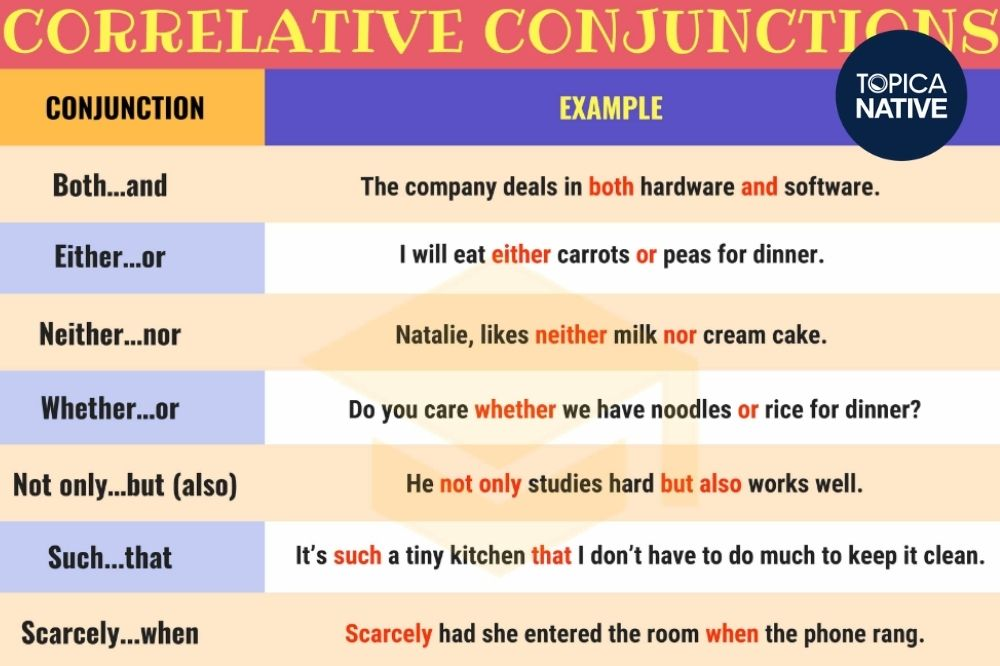 CORRELATIVE CONJUNCTIONS
TOPICA
NATIVE
CONJUNCTION
EXAMPLE
Both...and
The company deals in both hardware and software.
Either...or
I will eat either carrots or peas for dinner.
Neither...nor
Natalie, likes neither milk nor cream cake.
Whether...or
Do you care whether we have noodles or rice for dinner?
Not only...but (also)
He not only studies hard but also works well.
Such...that
It’s such a tiny kitchen that I don’t have to do much to keep it clean.
Scarcely...when
Scarcely had she entered the room when the phone rang.